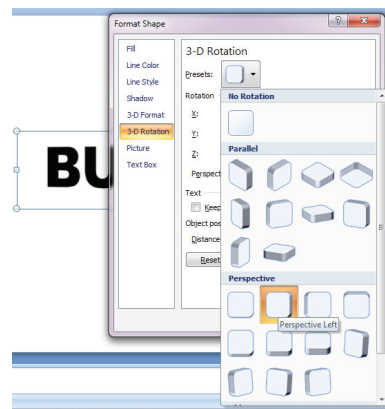 Format Shape
Fill
Line Color
Line Style
Shadow
3-D Format
3-D Rotation
Picture
Text Box
3-D Rotation
Presets:
Rotation
X:
Y:
Z:
Perspect
Text
Keep
Object pos
Distance
Reset
No Rotation
Parallel
Perspective
Perspective Left
BU